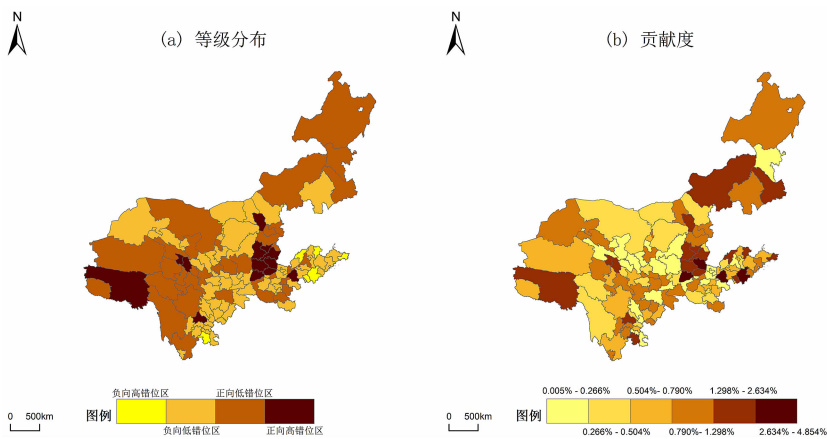 N
(a) 等级分布
负向高错位区
正向低错位区
0 500km
图例
负向低错位区
正向高错位区
N
(b) 贡献度
0.005% - 0.266%
0.504% - 0.790%
1.298% - 2.634%
0 500km
图例
0.266% - 0.504%
0.790% - 1.298%
2.634% - 4.854%